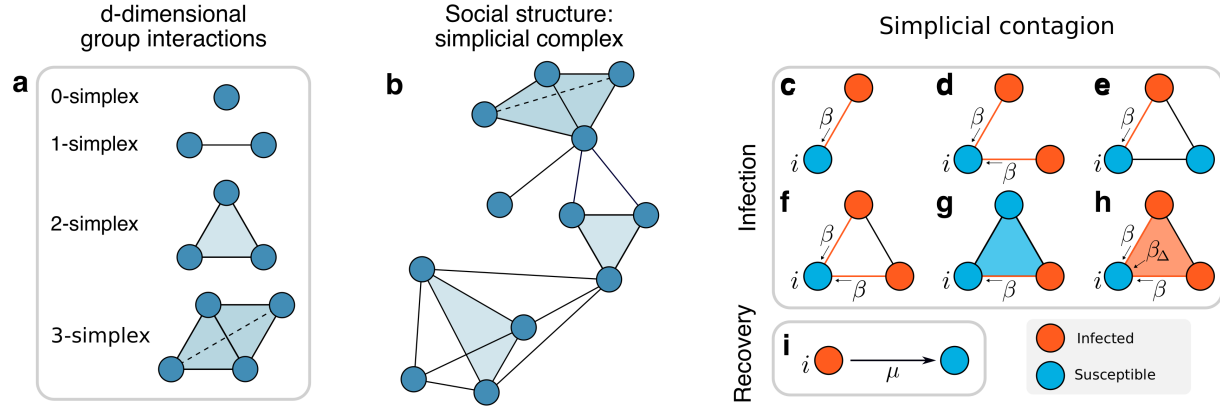 d-dimensional
group interactions
Social structure:
simplicial complex
Simplicial contagion
a
0-simplex
1-simplex
2-simplex
3-simplex
b
Infection
c
β
i
d
β
i
β
e
β
i
f
β
i
β
g
i
β
h
β
β_Δ
i
β
Recovery
i
i
μ
Infected
Susceptible